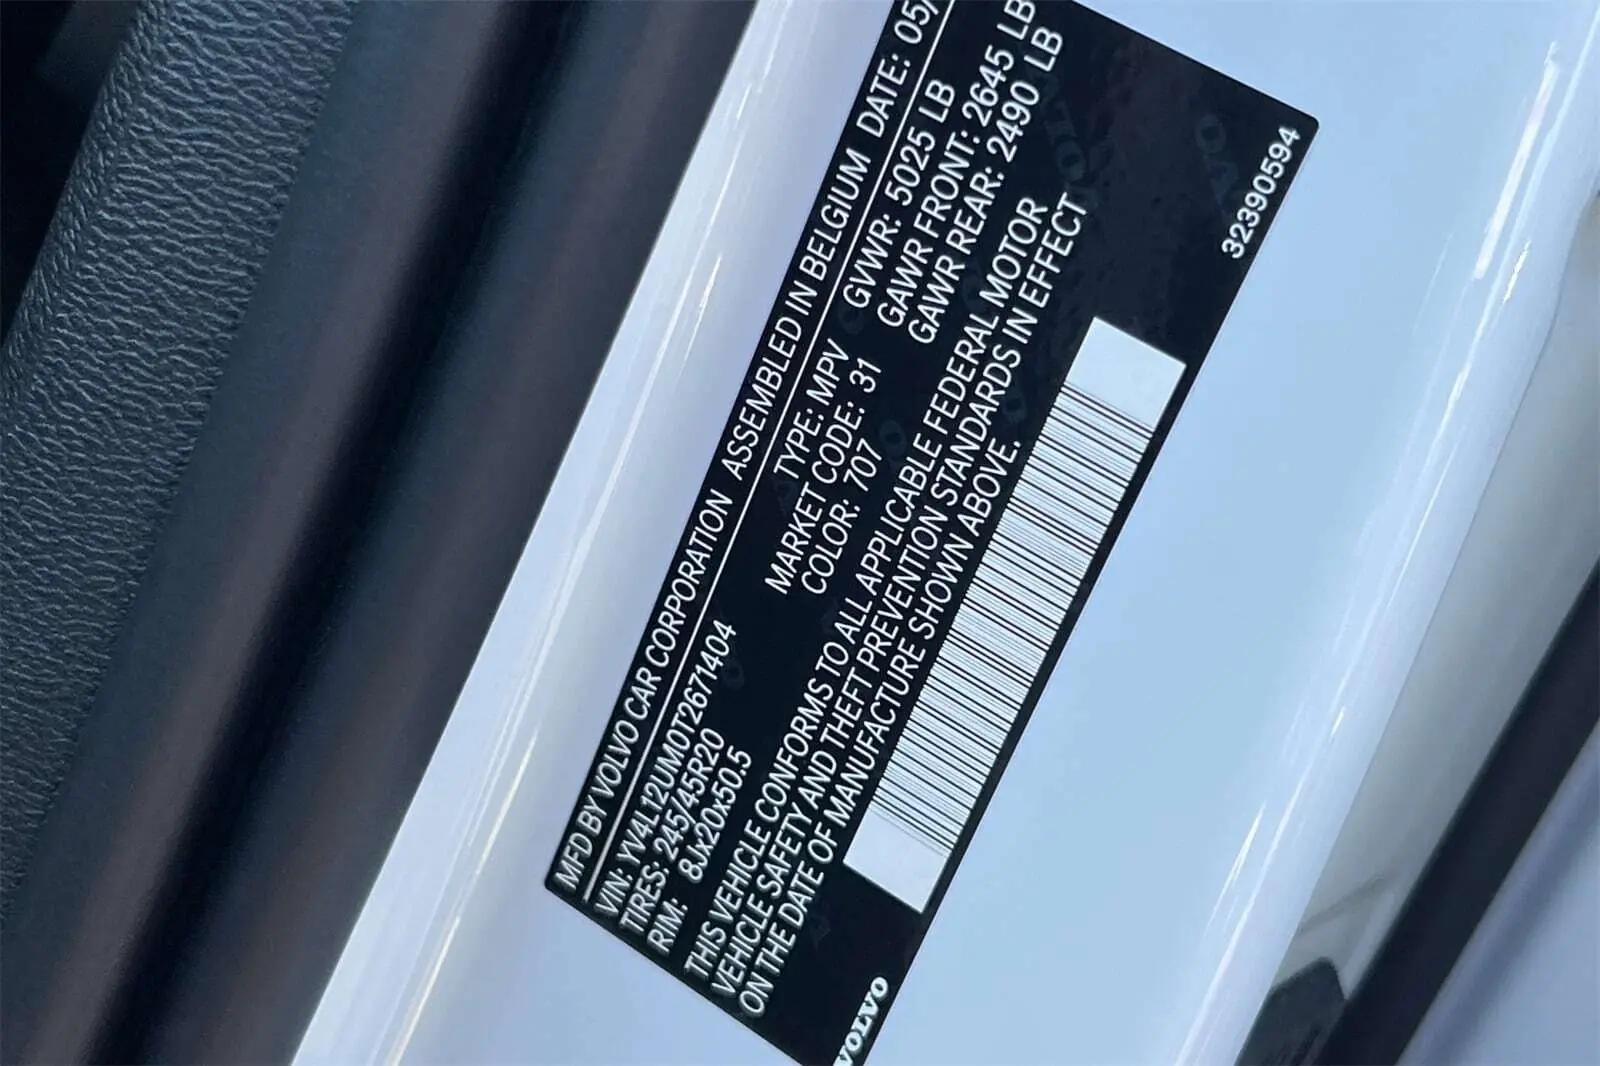 MFD BY VOLVO CAR CORPORATION ASSEMBLED IN BELGIUM DATE: 05/
VIN: YV4L12UM0T2671404 TYPE: MPV GVWR: 5025 LB
TIRES: 245/45R20 MARKET CODE: 31 GAWR FRONT: 2645 LB
RIM: 8Jx20x50.5 COLOR: 707 GAWR REAR: 2490 LB
THIS VEHICLE CONFORMS TO ALL APPLICABLE FEDERAL MOTOR
VEHICLE SAFETY AND THEFT PREVENTION STANDARDS IN EFFECT
ON THE DATE OF MANUFACTURE SHOWN ABOVE.
VOLVO 32390594